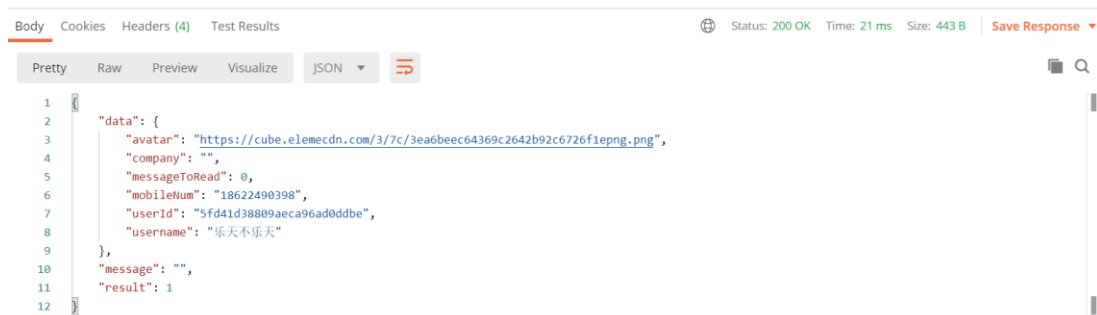 Body Cookies Headers (4) Test Results Status: 200 OK Time: 21 ms Size: 443 B Save Response
Pretty Raw Preview Visualize JSON
1 {
2 "data": {
3 "avatar": "https://cube.elemecdn.com/3/7c/3ea6beec64369c2642b92c6726f1epng.png",
4 "company": "",
5 "messageToRead": 0,
6 "mobileNum": "18622490398",
7 "userId": "5fd41d38809aeca96ad0ddbe",
8 "username": "乐天不乐天"
9 },
10 "message": "",
11 "result": 1
12 }